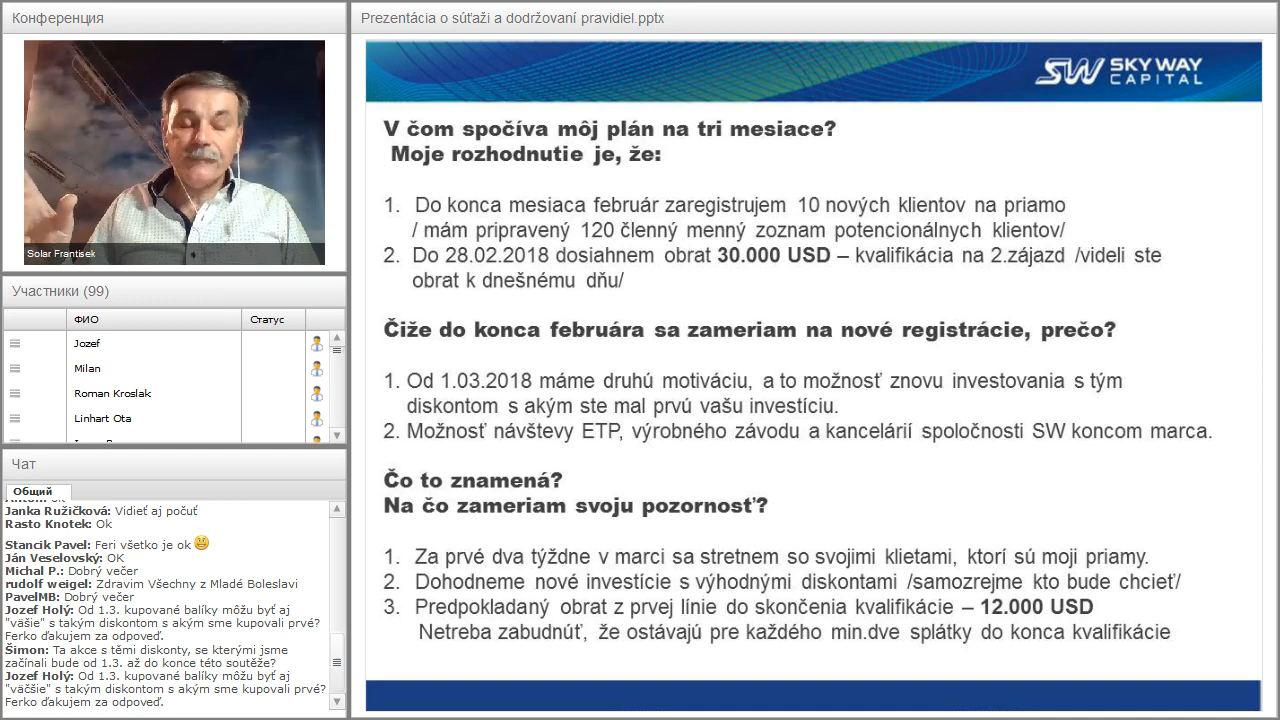 Конференция
Solar Frantisek
Участники (99)
ФИО
Статус
Jozef
Milan
Roman Kroslak
Linhart Ota
Чат
Общий
Janka Ružeková: Vidieť aj počuť
Rasto Knotek: Ok
Stancik Pavel: Feri všetko je ok
Ján Veselovský: OK
Michal P.: Dobrý večer
rudolf weigel: Zdravim Všechny z Mladé Boleslavi
PavelMB: Dobrý večer
Jozef Holý: Od 1.3. kupované balíky môžu byť aj
"väčšie" s takým diskontom s akým sme kupovali prvé?
Ferko ďakujem za odpoveď.
Šimon: Ta akce s těmi diskonty, se kterými jsme
začínali bude od 1.3. až do konce této soutěže?
Jozef Holý: Od 1.3. kupované balíky môžu byť aj
"väčšie" s takým diskontom s akým sme kupovali prvé?
Ferko ďakujem za odpoveď.
Prezentácia o súťaži a dodržovaní pravidiel.pptx
SW SKY WAY
CAPITAL
V čom spočíva môj plán na tri mesiace?
Moje rozhodnutie je, že:
1. Do konca mesiaca február zaregistrujem 10 nových klientov na priamo
/ mám pripravený 120 členný menný zoznam potencionálnych klientov/
2. Do 28.02.2018 dosiahnem obrat 30.000 USD – kvalifikácia na 2.zájazd /videli ste
obrat k dnešnému dňu/
Čiže do konca februára sa zameriam na nové registrácie, prečo?
1. Od 1.03.2018 máme druhú motiváciu, a to možnosť znovu investovania s tým
diskontom s akým ste mal prvú vašu investíciu.
2. Možnosť návštevy ETP, výrobného závodu a kancelárií spoločnosti SW koncom marca.
Čo to znamená?
Na čo zameriam svoju pozornosť?
1. Za prvé dva týždne v marci sa stretnem so svojimi klietami, ktorí sú moji priamy.
2. Dohodneme nové investície s výhodnými diskontami /samozrejme kto bude chcieť/
3. Predpokladaný obrat z prvej línie do skončenia kvalifikácie – 12.000 USD
Netreba zabudnúť, že ostávajú pre každého min.dve splátky do konca kvalifikácie